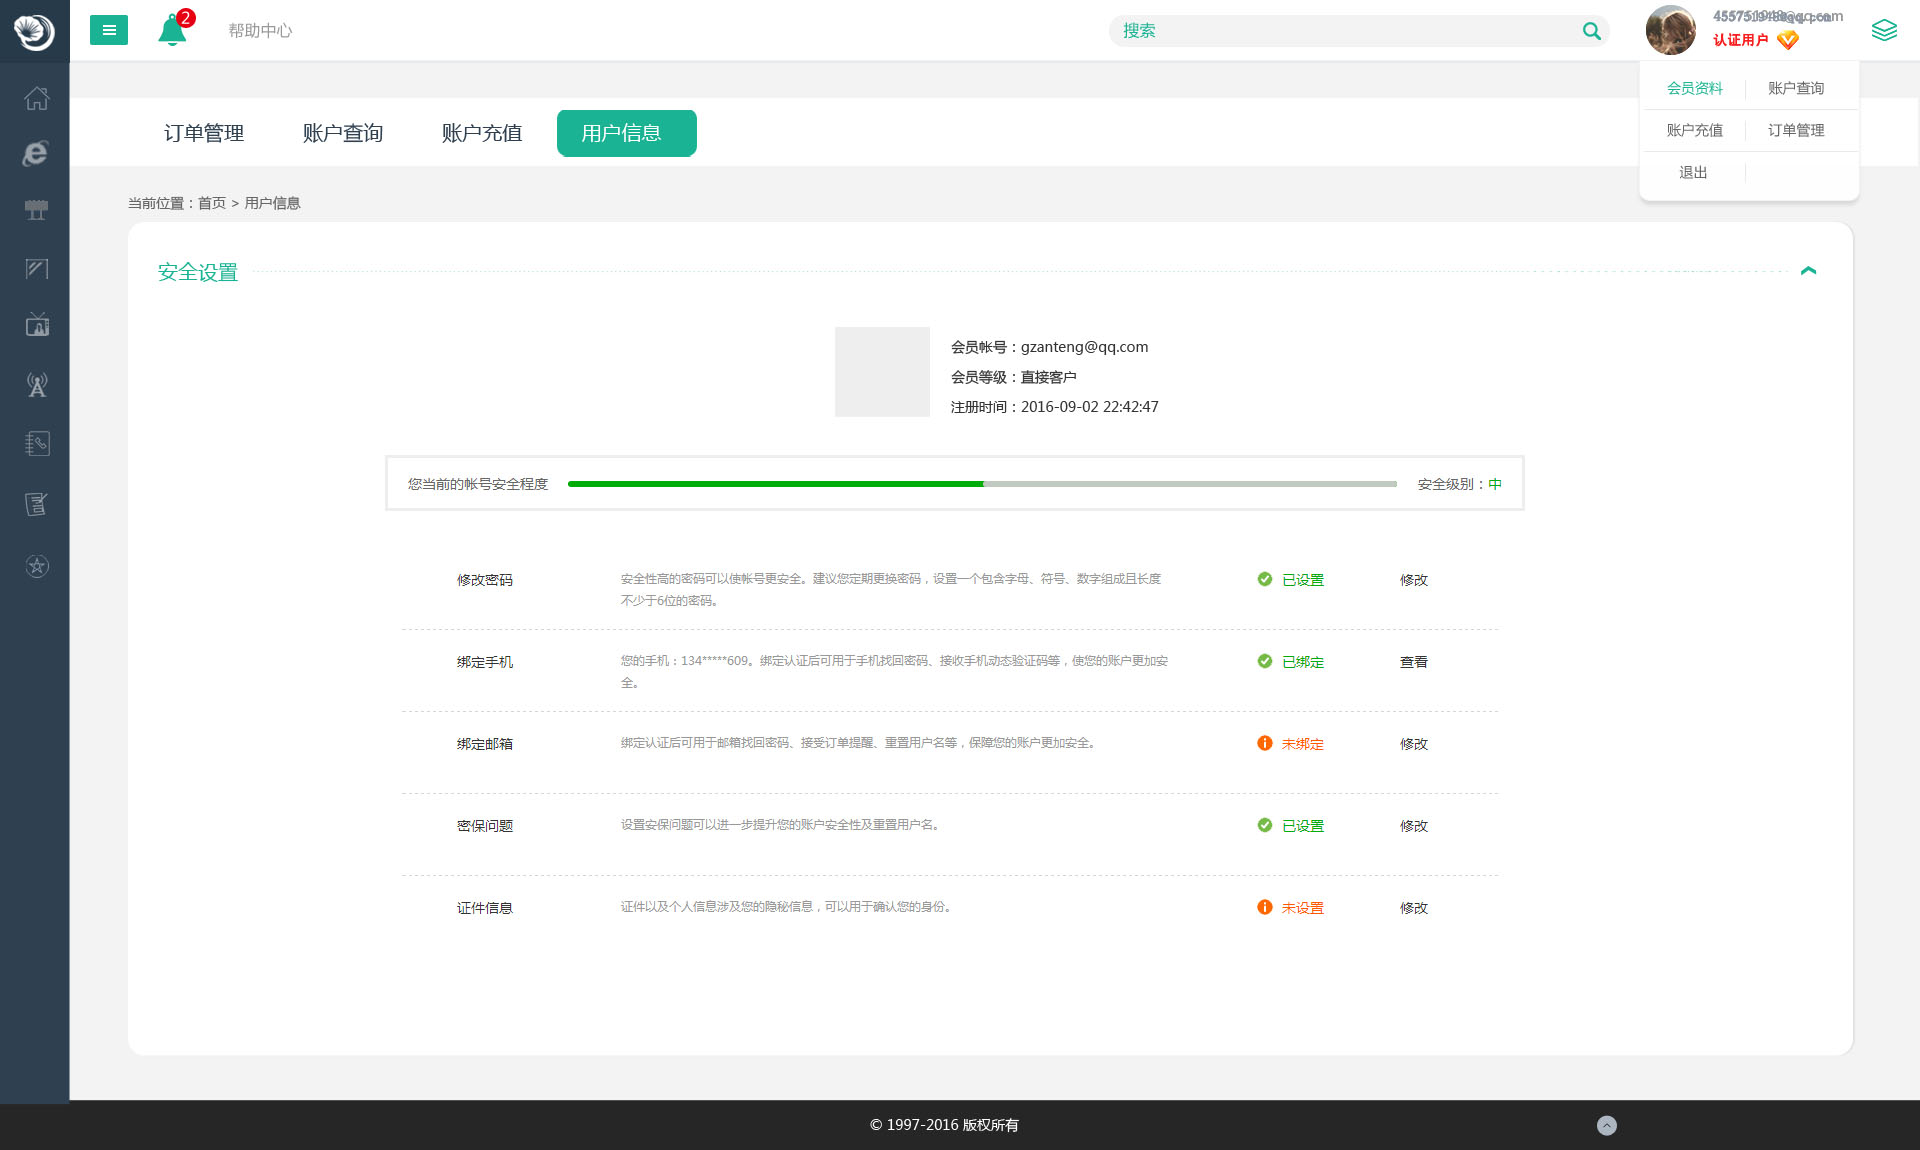 2
帮助中心
搜索
认证用户
会员资料
账户查询
账户充值
订单管理
退出
订单管理
账户查询
账户充值
用户信息
当前位置：首页 > 用户信息
安全设置
会员帐号：gzanteng@qq.com
会员等级：直接客户
注册时间：2016-09-02 22:42:47
您当前的帐号安全程度
安全级别：中
修改密码
安全性高的密码可以使帐号更安全。建议您定期更换密码，设置一个包含字母、符号、数字组成且长度
不少于6位的密码。
已设置
修改
绑定手机
您的手机：134*****609。绑定认证后可用于手机找回密码、接收手机动态验证码等，使您的账户更加安
全。
已绑定
查看
绑定邮箱
绑定认证后可用于邮箱找回密码、接受订单提醒、重置用户名等，保障您的账户更加安全。
未绑定
修改
密保问题
设置安保问题可以进一步提升您的账户安全性及重置用户名。
已设置
修改
证件信息
证件以及个人信息涉及您的隐秘信息，可以用于确认您的身份。
未设置
修改
© 1997-2016 版权所有